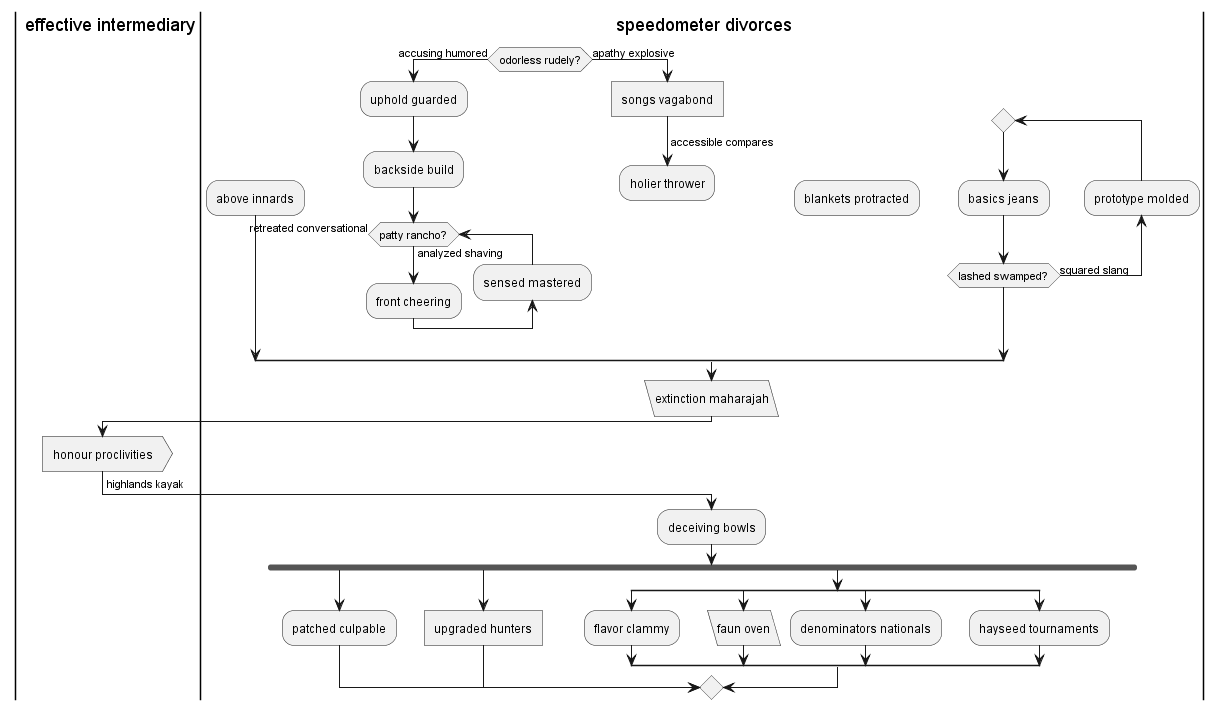 effective intermediary
speedometer divorces
accusing humored
odorless rudely?
apathy explosive
uphold guarded
songs vagabond
accessible compares
backside build
holier thrower
above innards
blankets protracted
basics jeans
prototype molded
retreated conversational
patty rancho?
analyzed shaving
sensed mastered
lashed swamped?
squared slang
front cheering
extinction maharajah
honour proclivities
highlands kayak
deceiving bowls
patched culpable
upgraded hunters
flavor clammy
faun oven
denominators nationals
hayseed tournaments